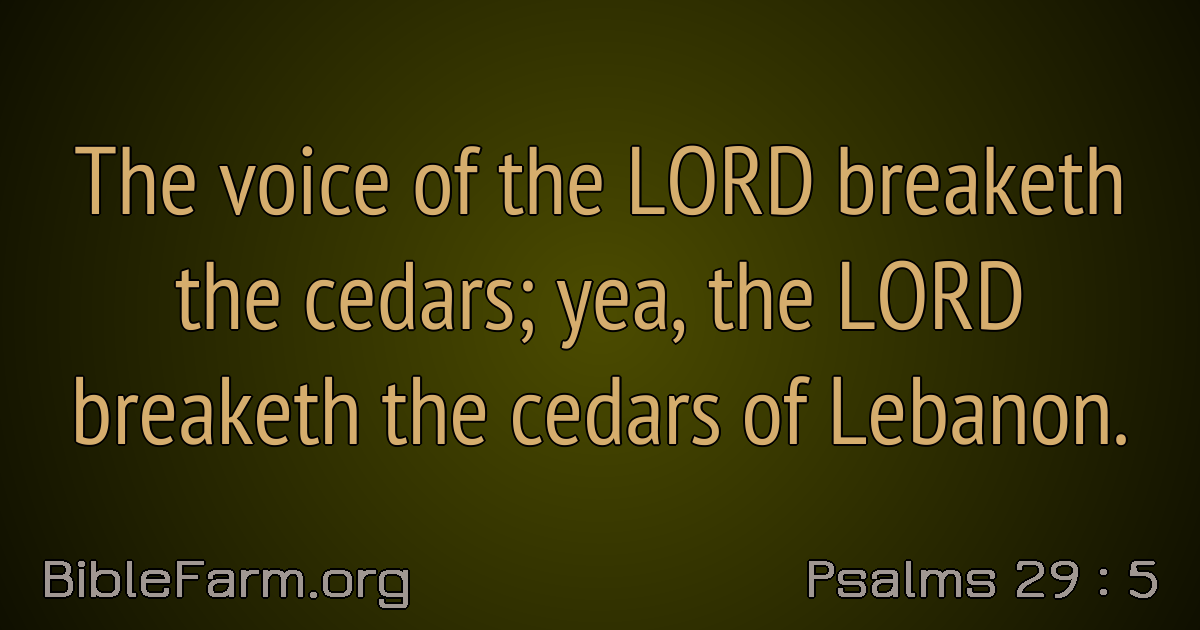 The voice of the LORD breaketh
the cedars; yea, the LORD
breaketh the cedars of Lebanon.
BibleFarm.org
Psalms 29 : 5